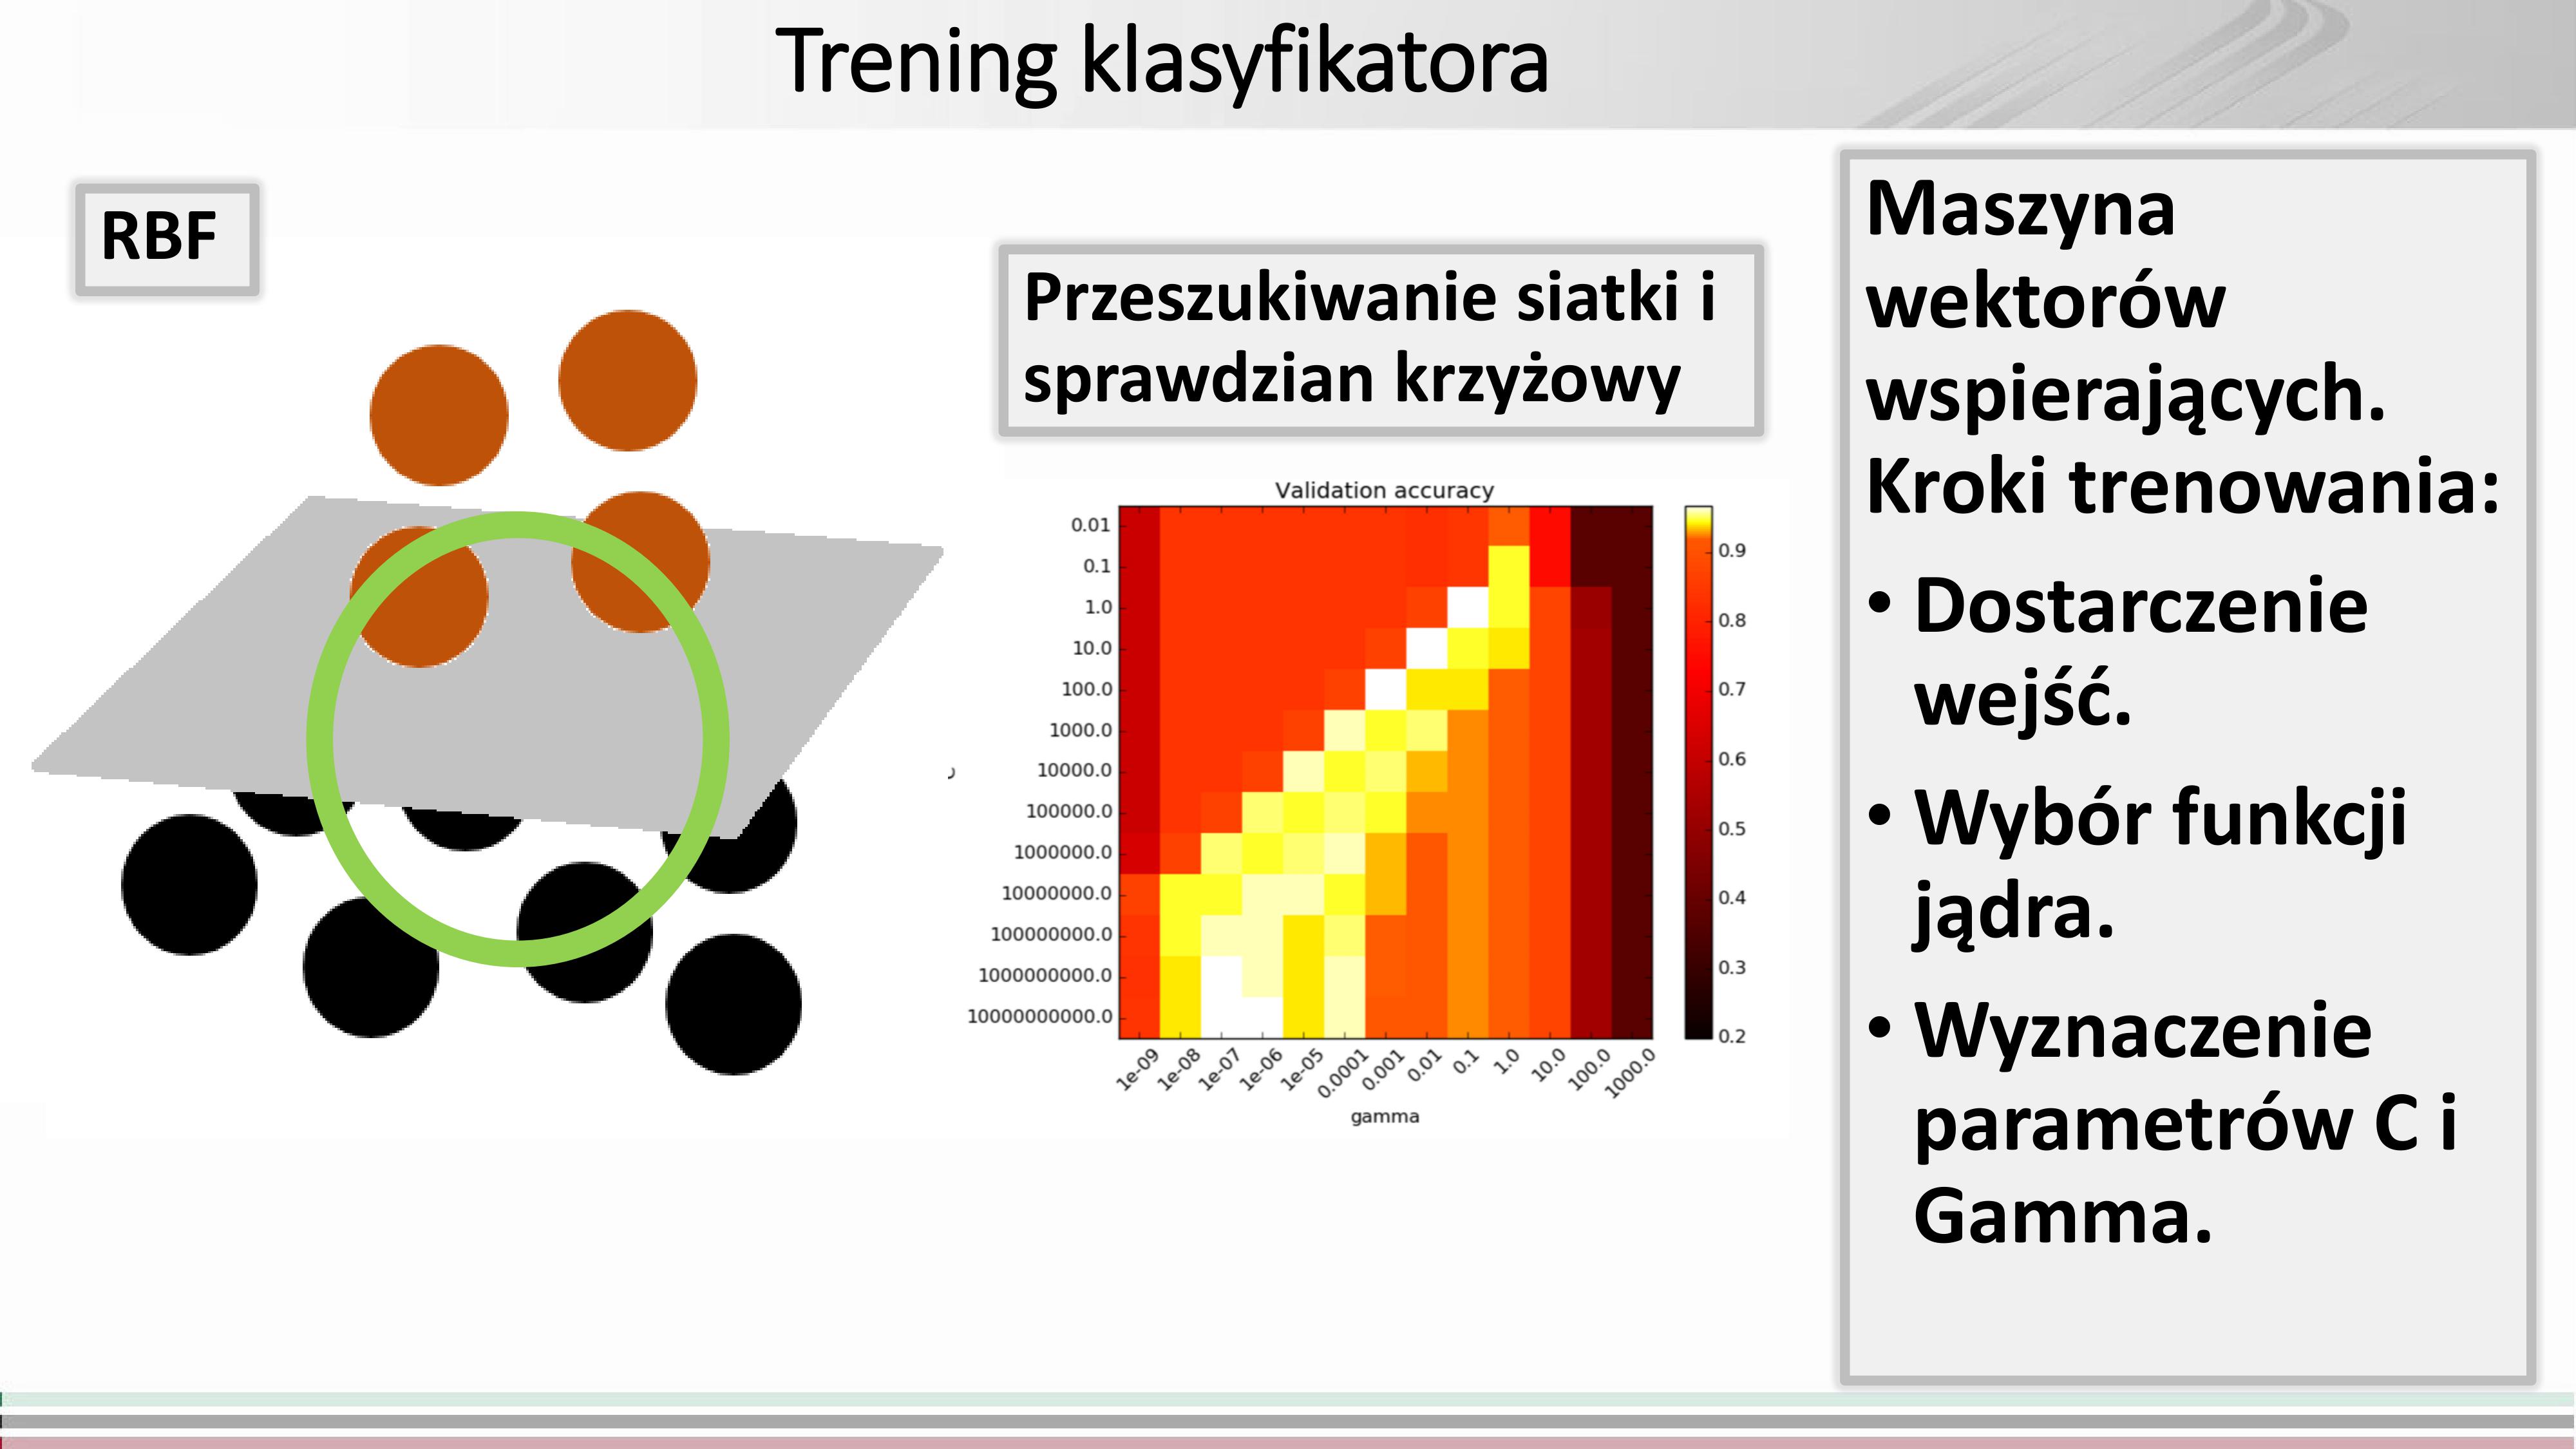 Trening klasyfikatora
RBF
Przeszukiwanie siatki i
sprawdzian krzyżowy
Validation accuracy
0.01
0.1
1.0
10.0
100.0
1000.0
10000.0
100000.0
1000000.0
10000000.0
100000000.0
1000000000.0
10000000000.0
1e-09
1e-08
1e-07
1e-06
1e-05
0.0001
0.001
0.01
0.1
1.0
10.0
100.0
1000.0
gamma
0.9
0.8
0.7
0.6
0.5
0.4
0.3
0.2
Maszyna
wektorów
wspierających.
Kroki trenowania:
• Dostarczenie
wejść.
• Wybór funkcji
jądra.
• Wyznaczenie
parametrów C i
Gamma.